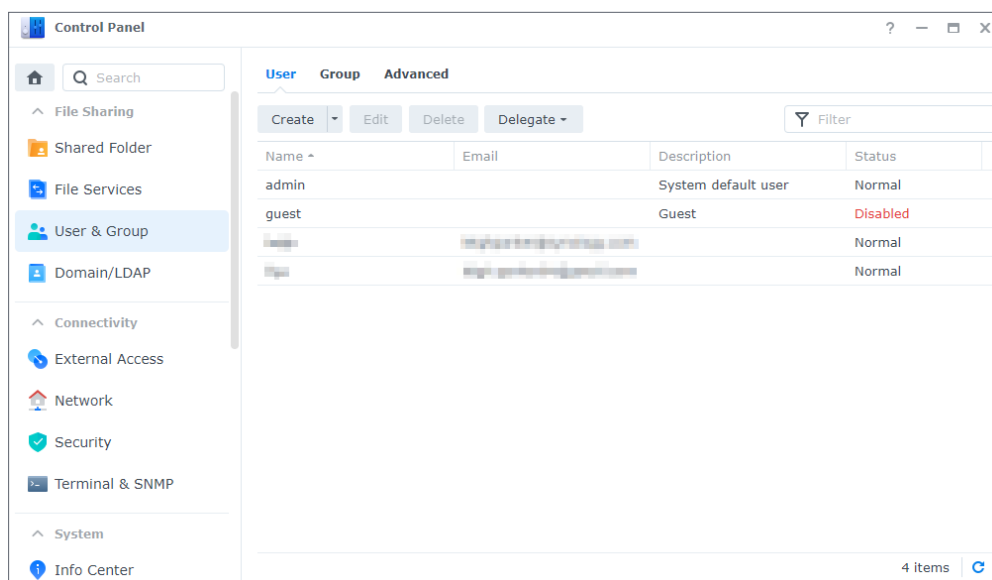 Control Panel
?
Search
User Group Advanced
File Sharing
Shared Folder
File Services
User & Group
Domain/LDAP
Connectivity
External Access
Network
Security
Terminal & SNMP
System
Info Center
Create Edit Delete Delegate Filter
Name Email Description Status
admin System default user Normal
guest Guest Disabled
Normal
Normal
4 items